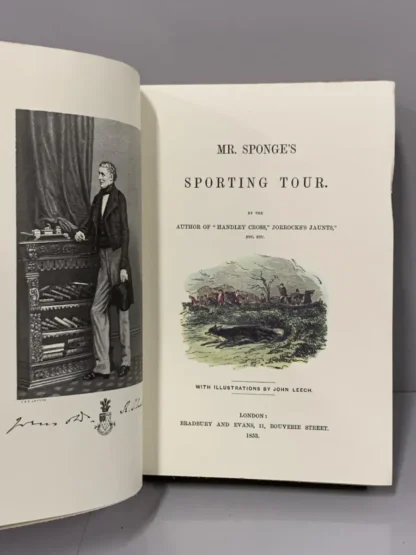 MR. SPONGE'S
SPORTING TOUR.
BY THE
AUTHOR OF "HANDLEY CROSS," JORROCKS'S JAUNTS,"
ETC. ETC.
WITH ILLUSTRATIONS BY JOHN LEECH.
LONDON:
BRADBURY AND EVANS, 11, BOUVERIE STREET.
1853.